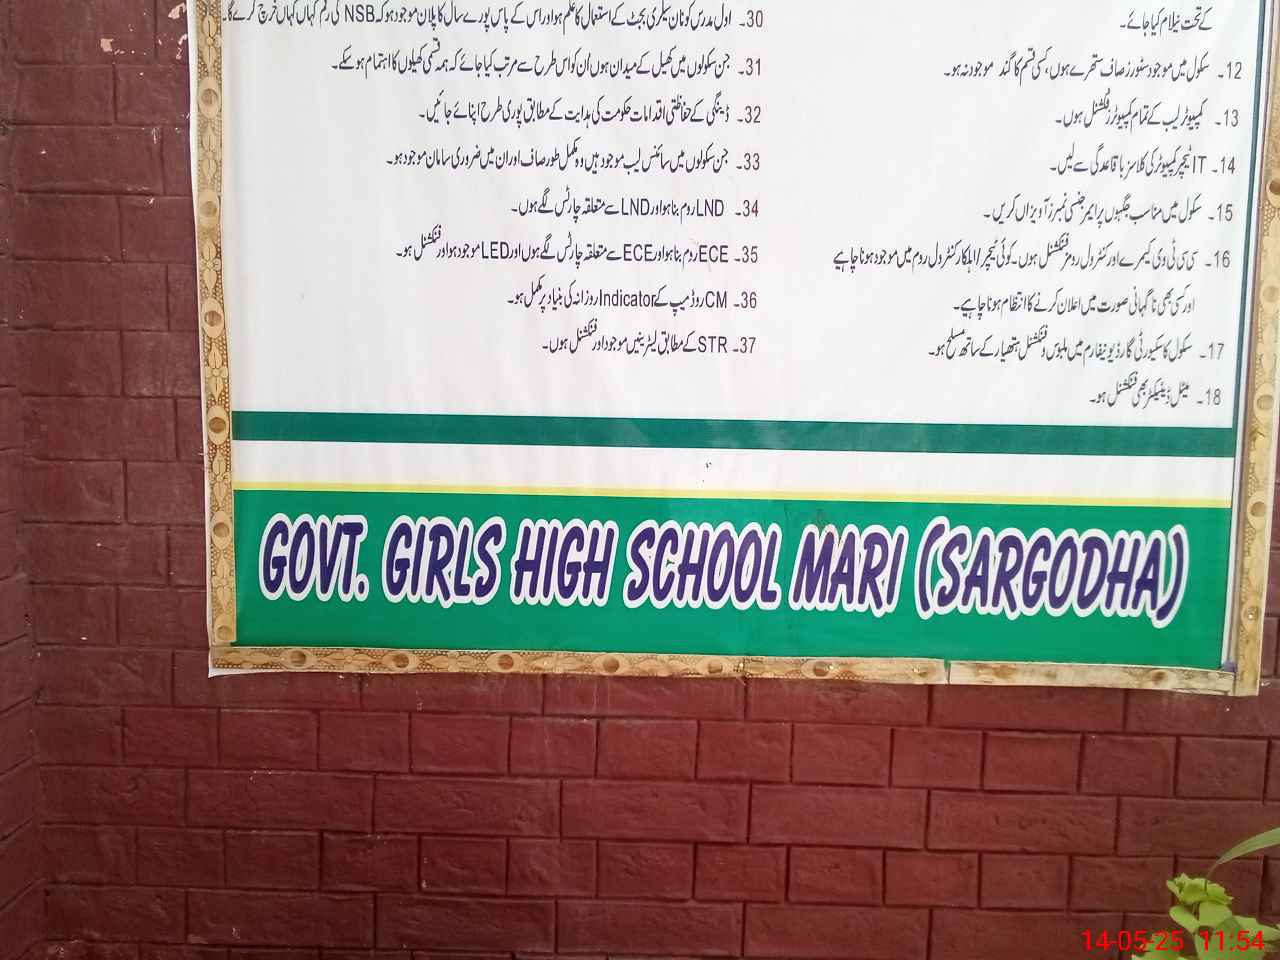 کے تحت نیلام کیا جائے۔
12۔ سکول میں موجود سٹورز صاف ستھرے ہوں، کسی قسم کا گند موجود نہ ہو۔
13۔ کمپیوٹر لیب کے تمام کمپیوٹرز فنکشنل ہوں۔
14۔ IT ٹیچر کمپیوٹر کی کلاسز باقاعدگی سے لیں۔
15۔ سکول میں مناسب جگہوں پر ایمرجنسی نمبرز آویزاں کریں۔
16۔ سی سی ٹی وی کیمرے اور کنٹرول رومز فنکشنل ہوں۔ کوئی ٹیچر/اہلکار کنٹرول روم میں موجود ہونا چاہیے
اور کسی بھی ناگہانی صورت میں اعلان کرنے کا انتظام ہونا چاہیے۔
17۔ سکول کا سکیورٹی گارڈ یونیفارم میں ملبوس و فنکشنل ہتھیار کے ساتھ مسلح ہو۔
18۔ میٹل ڈیٹیکٹر بھی فنکشنل ہو۔
30۔ اول مدرس کو نان سیلری بجٹ کے استعمال کا علم ہو اور اس کے پاس پورے سال کا پلان موجود ہو کہ NSB کی رقم کہاں کہاں خرچ کرے گا۔
31۔ جن سکولوں میں کھیل کے میدان ہوں ان کو اس طرح سے مرتب کیا جائے کہ ہمہ قسمی کھیلوں کا اہتمام ہو سکے۔
32۔ ڈینگی کے حفاظتی اقدامات حکومت کی ہدایت کے مطابق پوری طرح اپنائے جائیں۔
33۔ جن سکولوں میں سائنس لیب موجود ہیں وہ مکمل طور صاف اور ان میں ضروری سامان موجود ہو۔
34۔ LND روم بنا ہو اور LND سے متعلقہ چارٹس لگے ہوں۔
35۔ ECE روم بنا ہو اور ECE سے متعلقہ چارٹس لگے ہوں اور LED موجود ہو اور فنکشنل ہو۔
36۔ CM روڈ میپ کے Indicator روزانہ کی بنیاد پر مکمل ہو۔
37۔ STR کے مطابق لیٹرینیں موجود اور فنکشنل ہوں۔
GOVT. GIRLS HIGH SCHOOL MARI (SARGODHA)
14-05-25 11:54